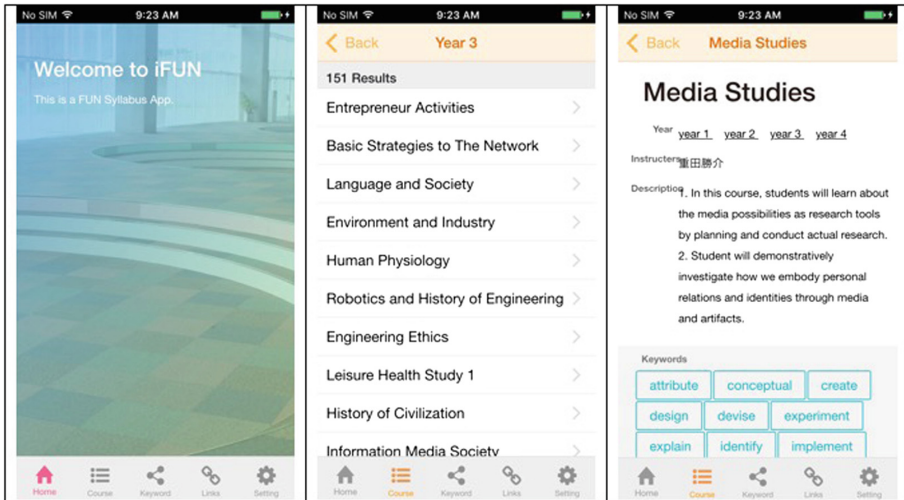 No SIM 9:23 AM
Welcome to iFUN
This is a FUN Syllabus App.
Home Course Keyword Links Setting
No SIM 9:23 AM
Back Year 3
151 Results
Entrepreneur Activities
Basic Strategies to The Network
Language and Society
Environment and Industry
Human Physiology
Robotics and History of Engineering
Engineering Ethics
Leisure Health Study 1
History of Civilization
Information Media Society
Home Course Keyword Links Setting
No SIM 9:23 AM
Back Media Studies
Media Studies
Year year 1 year 2 year 3 year 4
Instructers 重田勝介
Description 1. In this course, students will learn about
the media possibilities as research tools
by planning and conduct actual research.
2. Student will demonstratively
investigate how we embody personal
relations and identities through media
and artifacts.
Keywords
attribute conceptual create
design devise experiment
explain identify implement
Home Course Keyword Links Setting